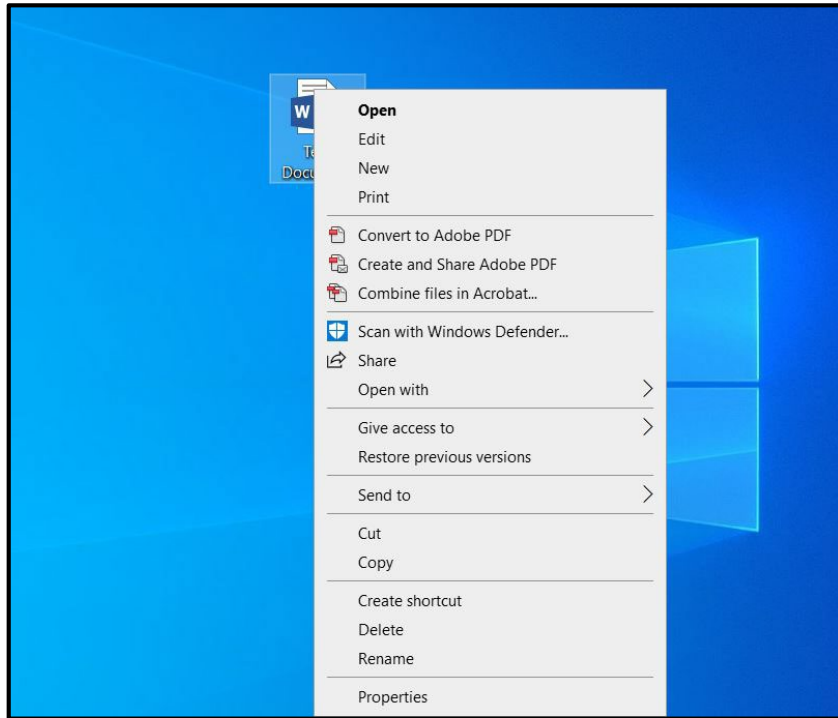 W
Open
Edit
New
Print
Convert to Adobe PDF
Create and Share Adobe PDF
Combine files in Acrobat...
Scan with Windows Defender...
Share
Open with
Give access to
Restore previous versions
Send to
Cut
Copy
Create shortcut
Delete
Rename
Properties